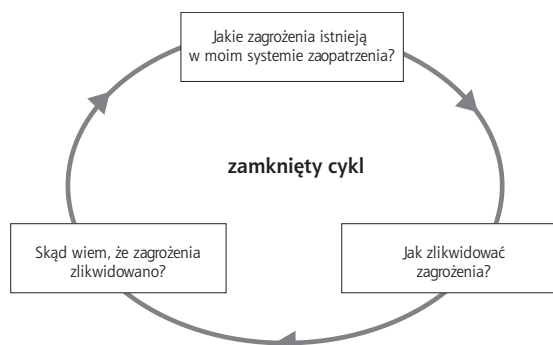 Jakie zagrożenia istnieją
w moim systemie zaopatrzenia?
zamknięty cykl
Skąd wiem, że zagrożenia
zlikwidowano?
Jak zlikwidować
zagrożenia?